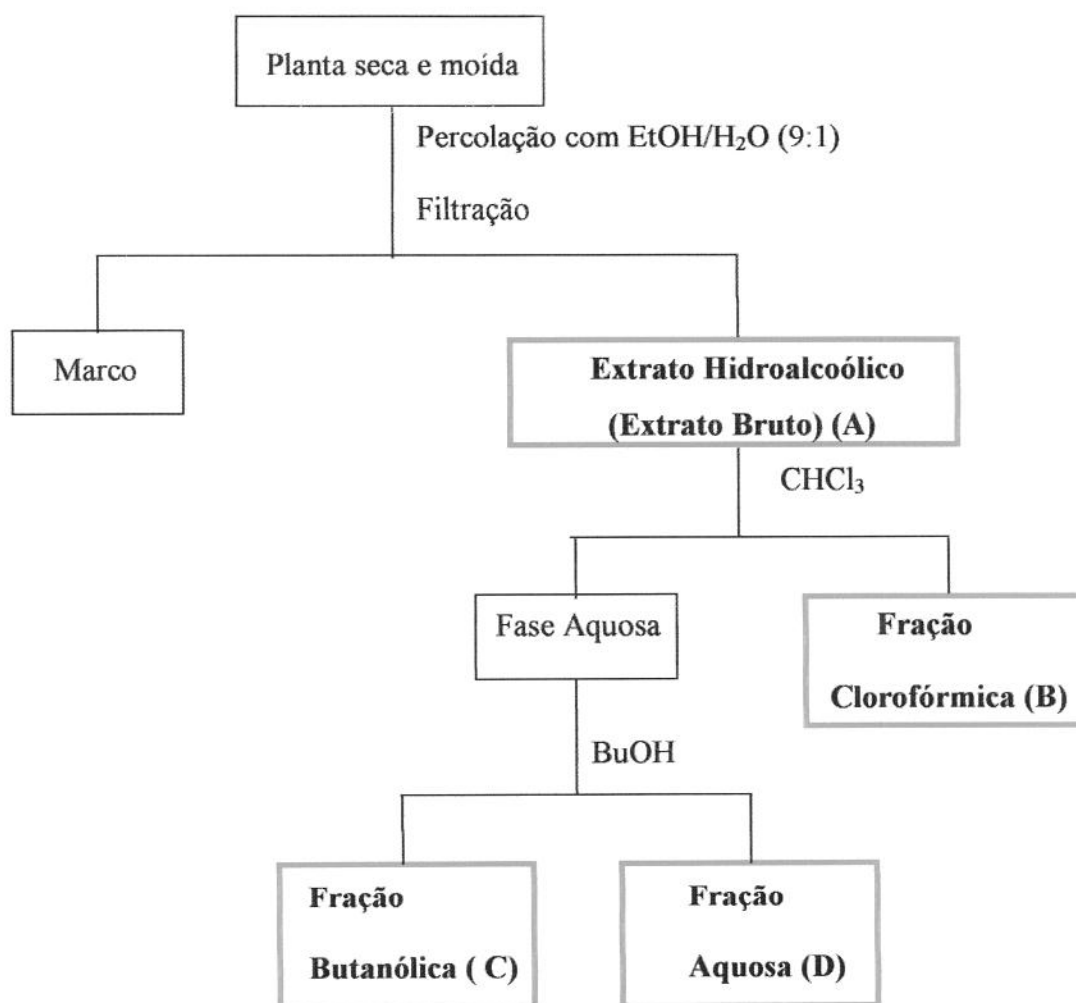 Planta seca e moída
Percolação com EtOH/H₂O (9:1)
Filtração
Marco
Extrato Hidroalcoólico
(Extrato Bruto) (A)
CHCl₃
Fase Aquosa
Fração
Clorofórmica (B)
BuOH
Fração
Butanólica ( C)
Fração
Aquosa (D)